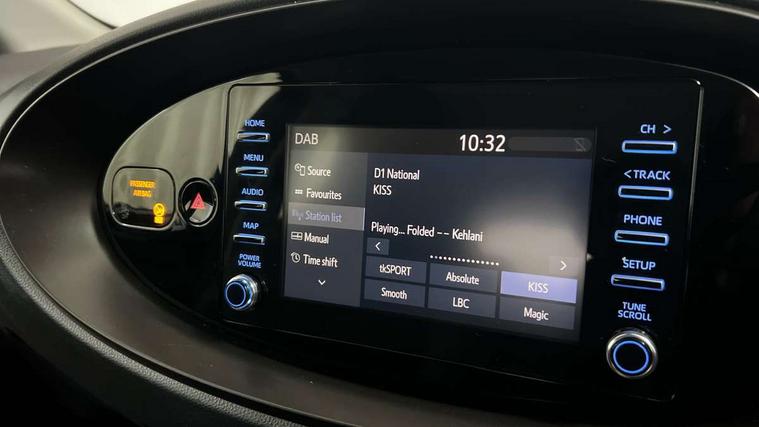 HOME
MENU
AUDIO
MAP
POWER
VOLUME
PASSENGER
AIR BAG
DAB
10:32
Source
Favourites
Station list
Manual
Time shift
D1 National
KISS
Playing... Folded -- Kehlani
<
>
tkSPORT
Absolute
KISS
Smooth
LBC
Magic
CH >
< TRACK
PHONE
SETUP
TUNE
SCROLL